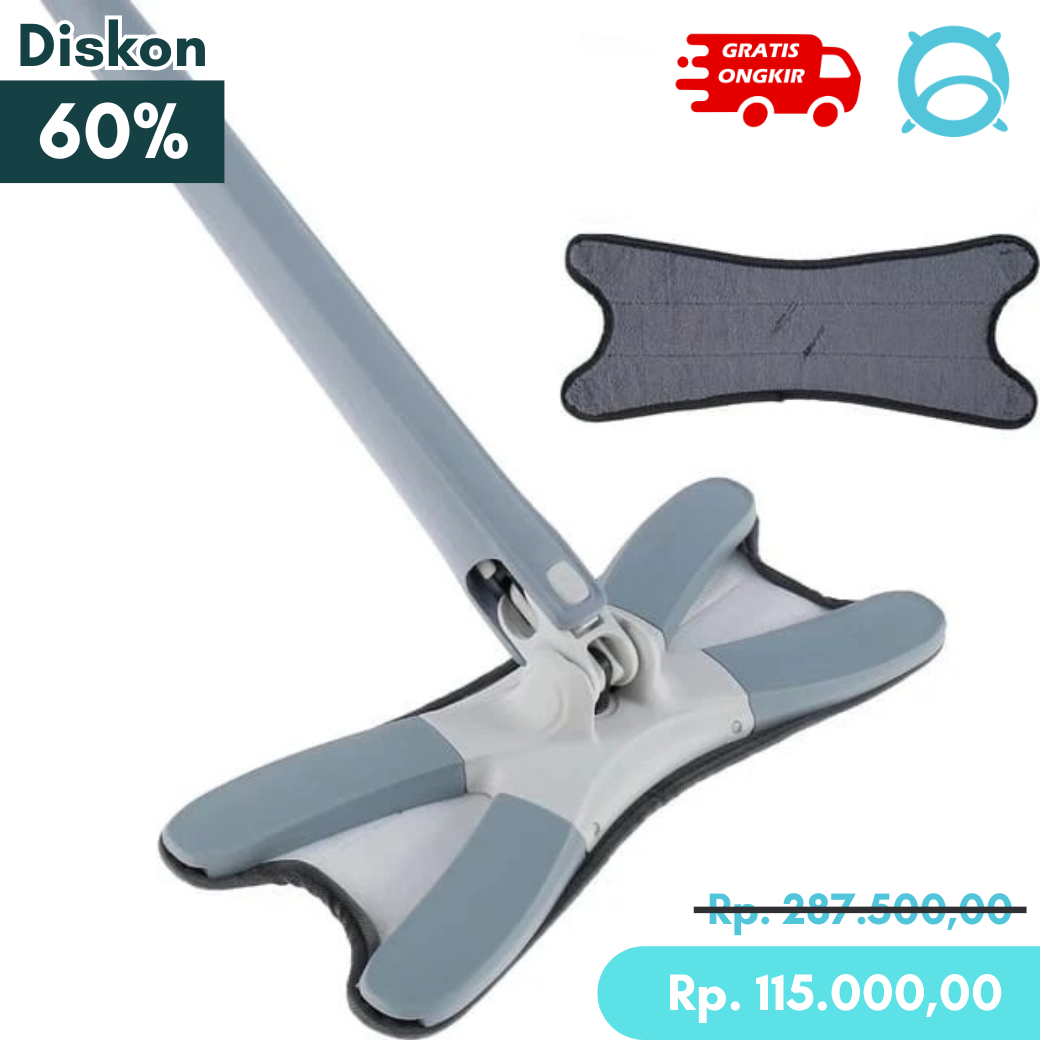 Diskon
60%
GRATIS
ONGKIR
Rp. 287.500,00
Rp. 115.000,00